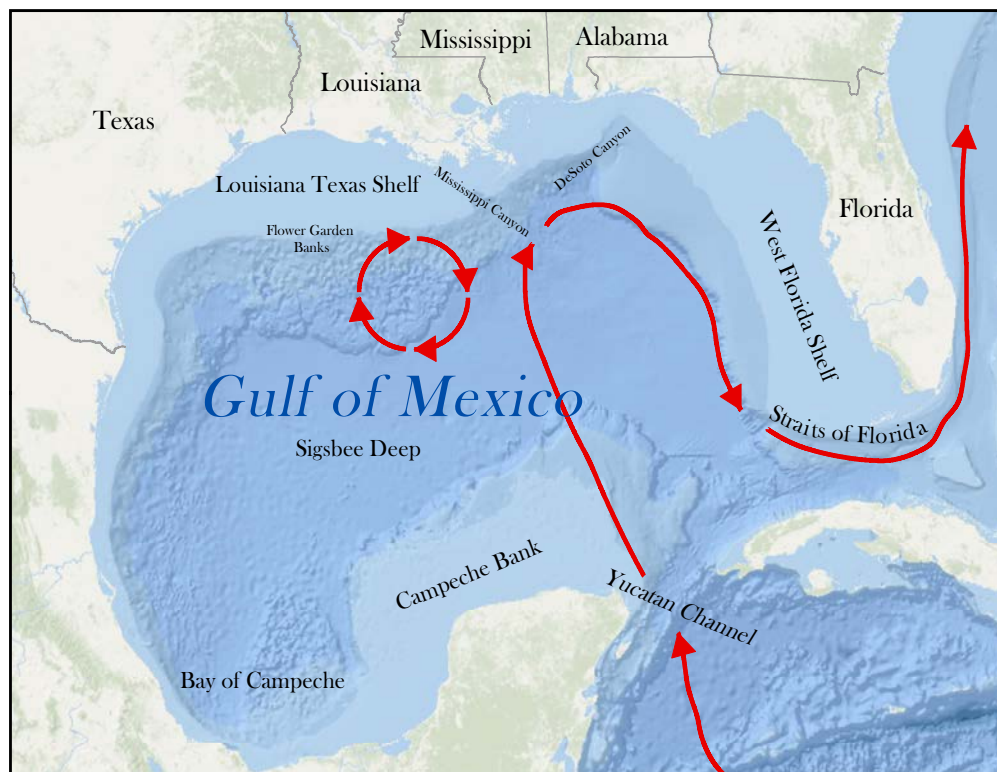 Mississippi
Alabama
Louisiana
Texas
DeSoto Canyon
Louisiana Texas Shelf
Mississippi Canyon
Florida
Flower Garden
Banks
West Florida Shelf
Gulf of Mexico
Straits of Florida
Sigsbee Deep
Campeche Bank
Yucatan Channel
Bay of Campeche